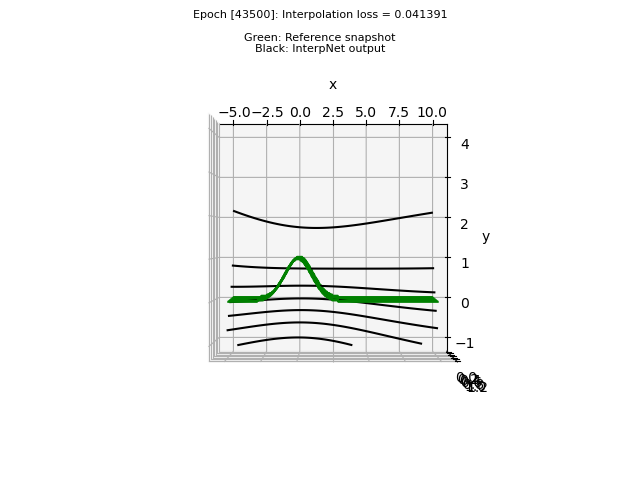 Epoch [43500]: Interpolation loss = 0.041391
Green: Reference snapshot
Black: InterpNet output
x
−5.0 −2.5 0.0 2.5 5.0 7.5 10.0
4
3
2
y
1
0
−1